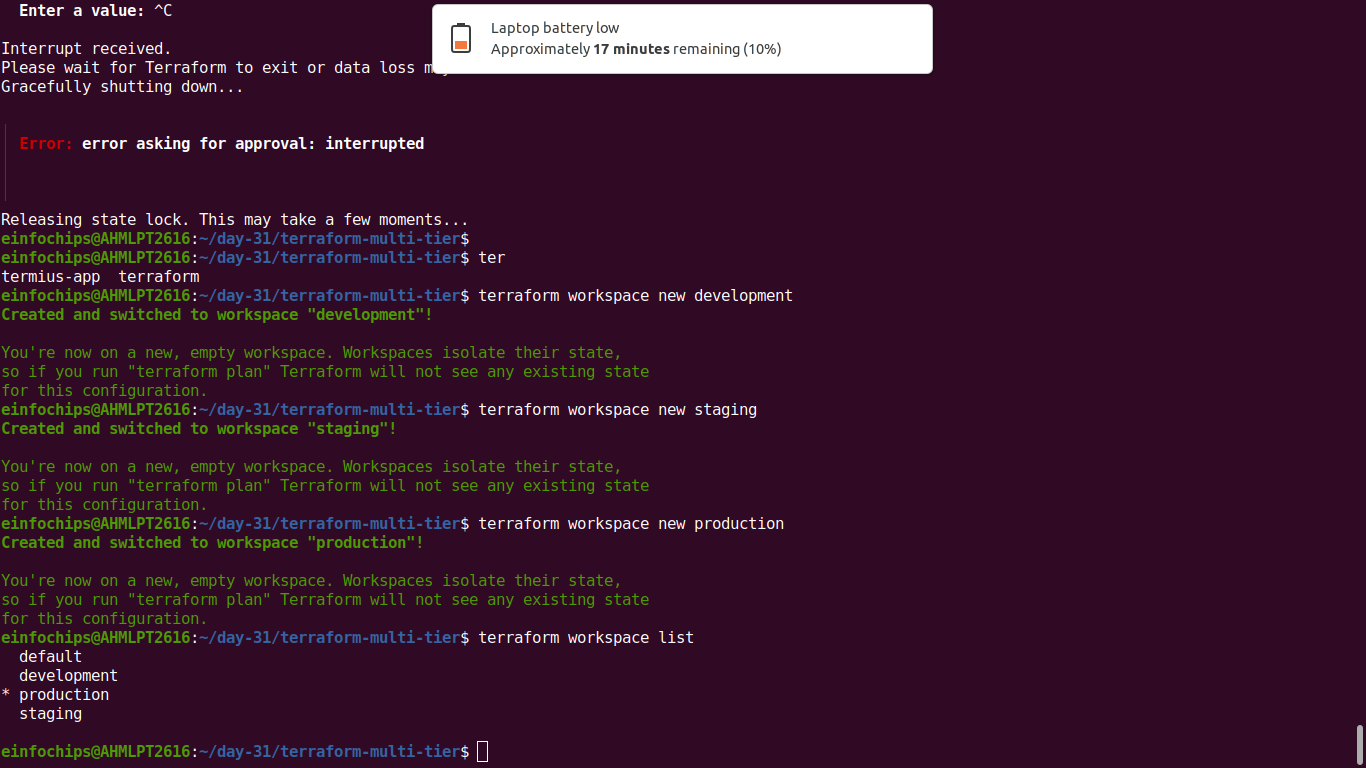 Enter a value: ^C
Laptop battery low
Approximately 17 minutes remaining (10%)
Interrupt received.
Please wait for Terraform to exit or data loss
Gracefully shutting down...
Error: error asking for approval: interrupted
Releasing state lock. This may take a few moments...
einfochips@AHMLPT2616:~/day-31/terraform-multi-tier$
einfochips@AHMLPT2616:~/day-31/terraform-multi-tier$ ter
termius-app  terraform
einfochips@AHMLPT2616:~/day-31/terraform-multi-tier$ terraform workspace new development
Created and switched to workspace "development"!
You're now on a new, empty workspace. Workspaces isolate their state,
so if you run "terraform plan" Terraform will not see any existing state
for this configuration.
einfochips@AHMLPT2616:~/day-31/terraform-multi-tier$ terraform workspace new staging
Created and switched to workspace "staging"!
You're now on a new, empty workspace. Workspaces isolate their state,
so if you run "terraform plan" Terraform will not see any existing state
for this configuration.
einfochips@AHMLPT2616:~/day-31/terraform-multi-tier$ terraform workspace new production
Created and switched to workspace "production"!
You're now on a new, empty workspace. Workspaces isolate their state,
so if you run "terraform plan" Terraform will not see any existing state
for this configuration.
einfochips@AHMLPT2616:~/day-31/terraform-multi-tier$ terraform workspace list
  default
  development
* production
  staging
einfochips@AHMLPT2616:~/day-31/terraform-multi-tier$